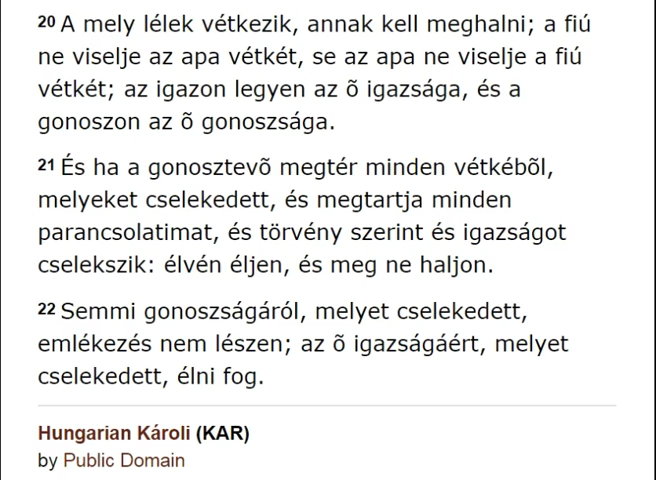 20 A mely lélek vétkezik, annak kell meghalni; a fiú
ne viselje az apa vétkét, se az apa ne viselje a fiú
vétkét; az igazon legyen az õ igazsága, és a
gonoszon az õ gonoszsága.
21 És ha a gonosztevõ megtér minden vétkébõl,
melyeket cselekedett, és megtartja minden
parancsolatimat, és törvény szerint és igazságot
cselekszik: élvén éljen, és meg ne haljon.
22 Semmi gonoszságáról, melyet cselekedett,
emlékezés nem lészen; az õ igazságáért, melyet
cselekedett, élni fog.
Hungarian Károli (KAR)
by Public Domain